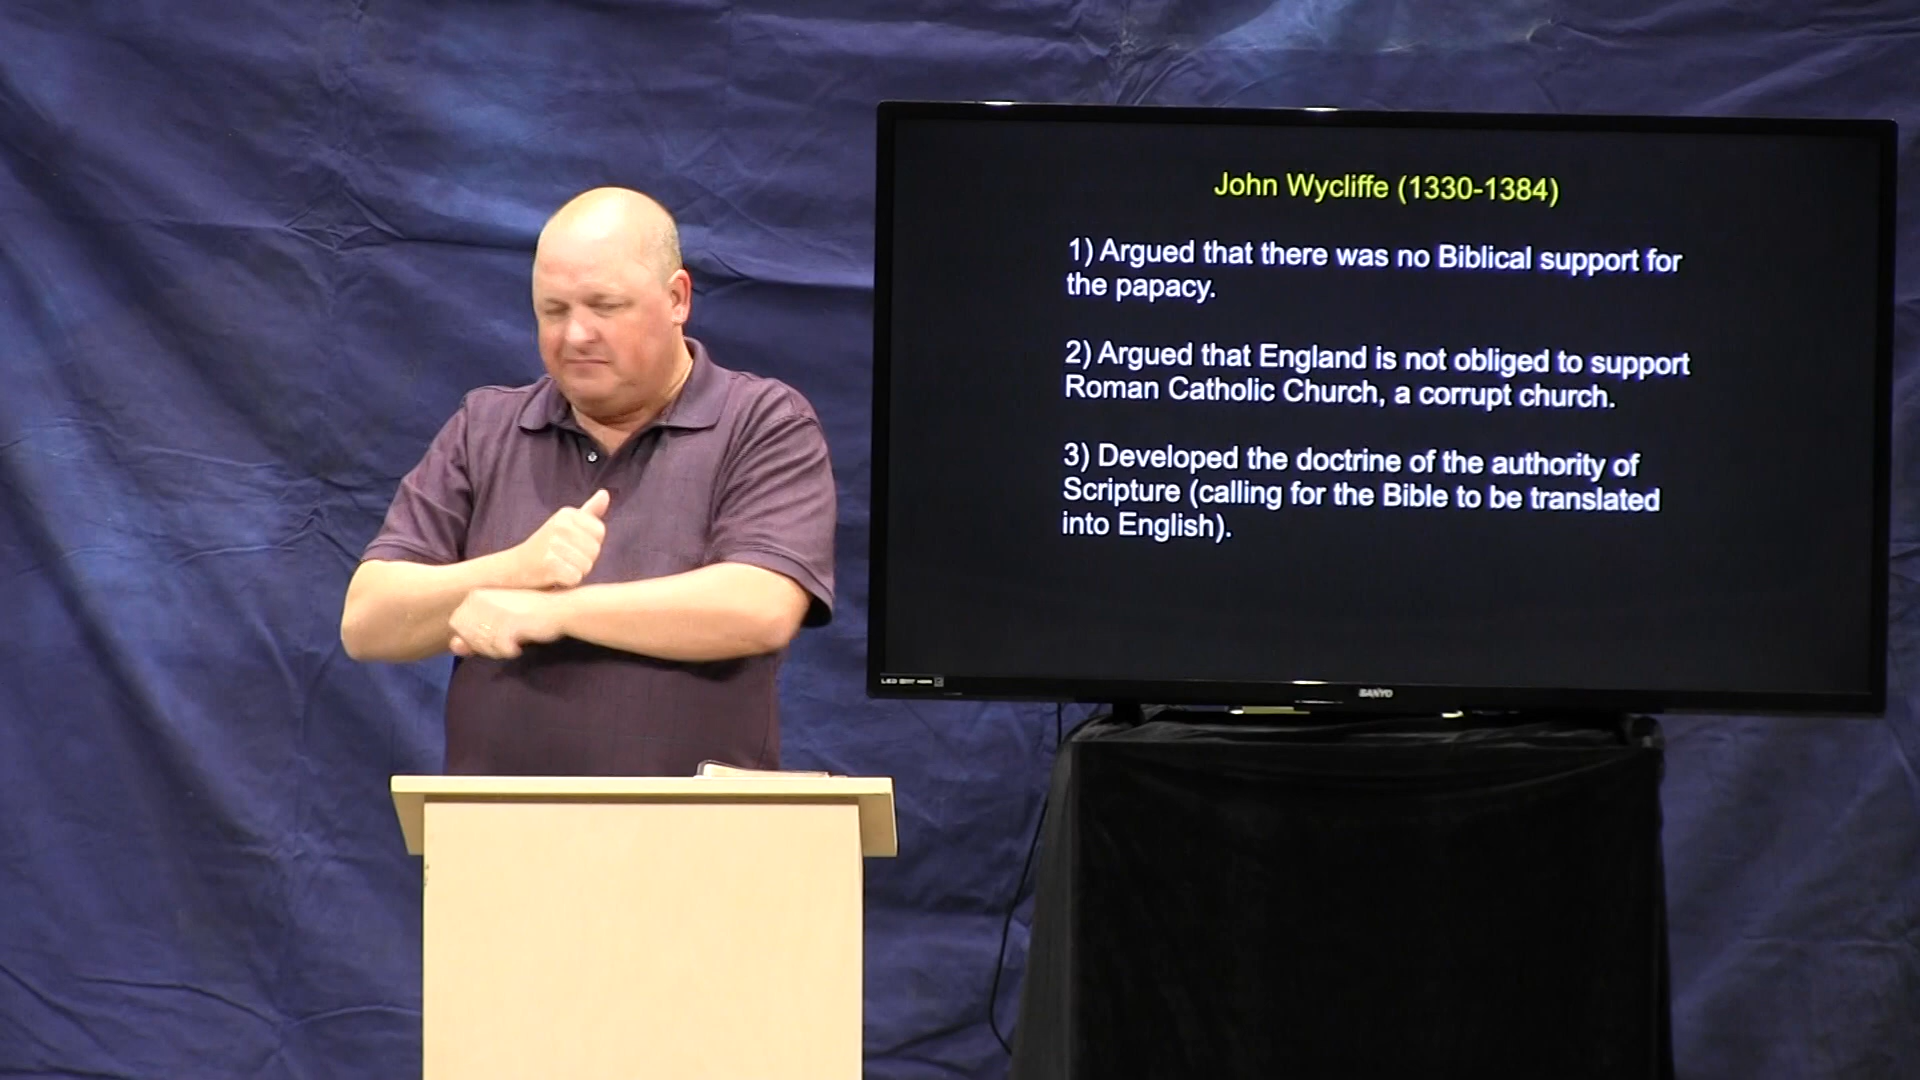 John Wycliffe (1330-1384)
1) Argued that there was no Biblical support for
the papacy.
2) Argued that England is not obliged to support
Roman Catholic Church, a corrupt church.
3) Developed the doctrine of the authority of
Scripture (calling for the Bible to be translated
into English).
LED
SANYO